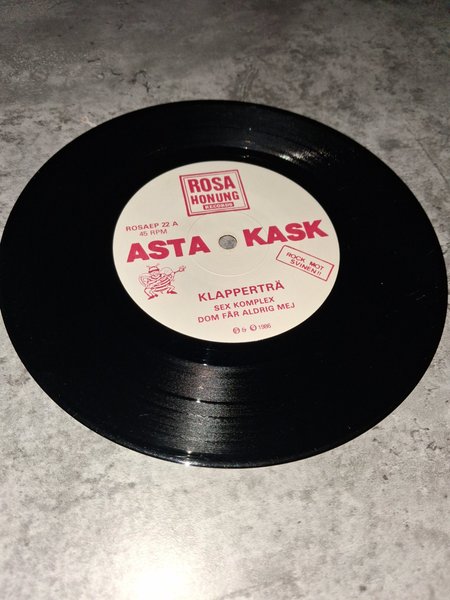 ROSA
HONUNG
RECORDS
ROSAEP 22 A
45 RPM
ASTA KASK
ROCK MOT
SVINEN!!
KLAPPERTRÄ
SEX KOMPLEX
DOM FÅR ALDRIG MEJ
Ⓟ & Ⓒ 1986